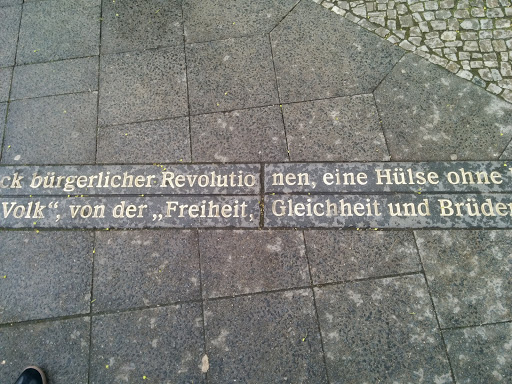 ck bürgerlicher Revolutio nen, eine Hülse ohne
Volk“, von der „Freiheit, Gleichheit und Brüder